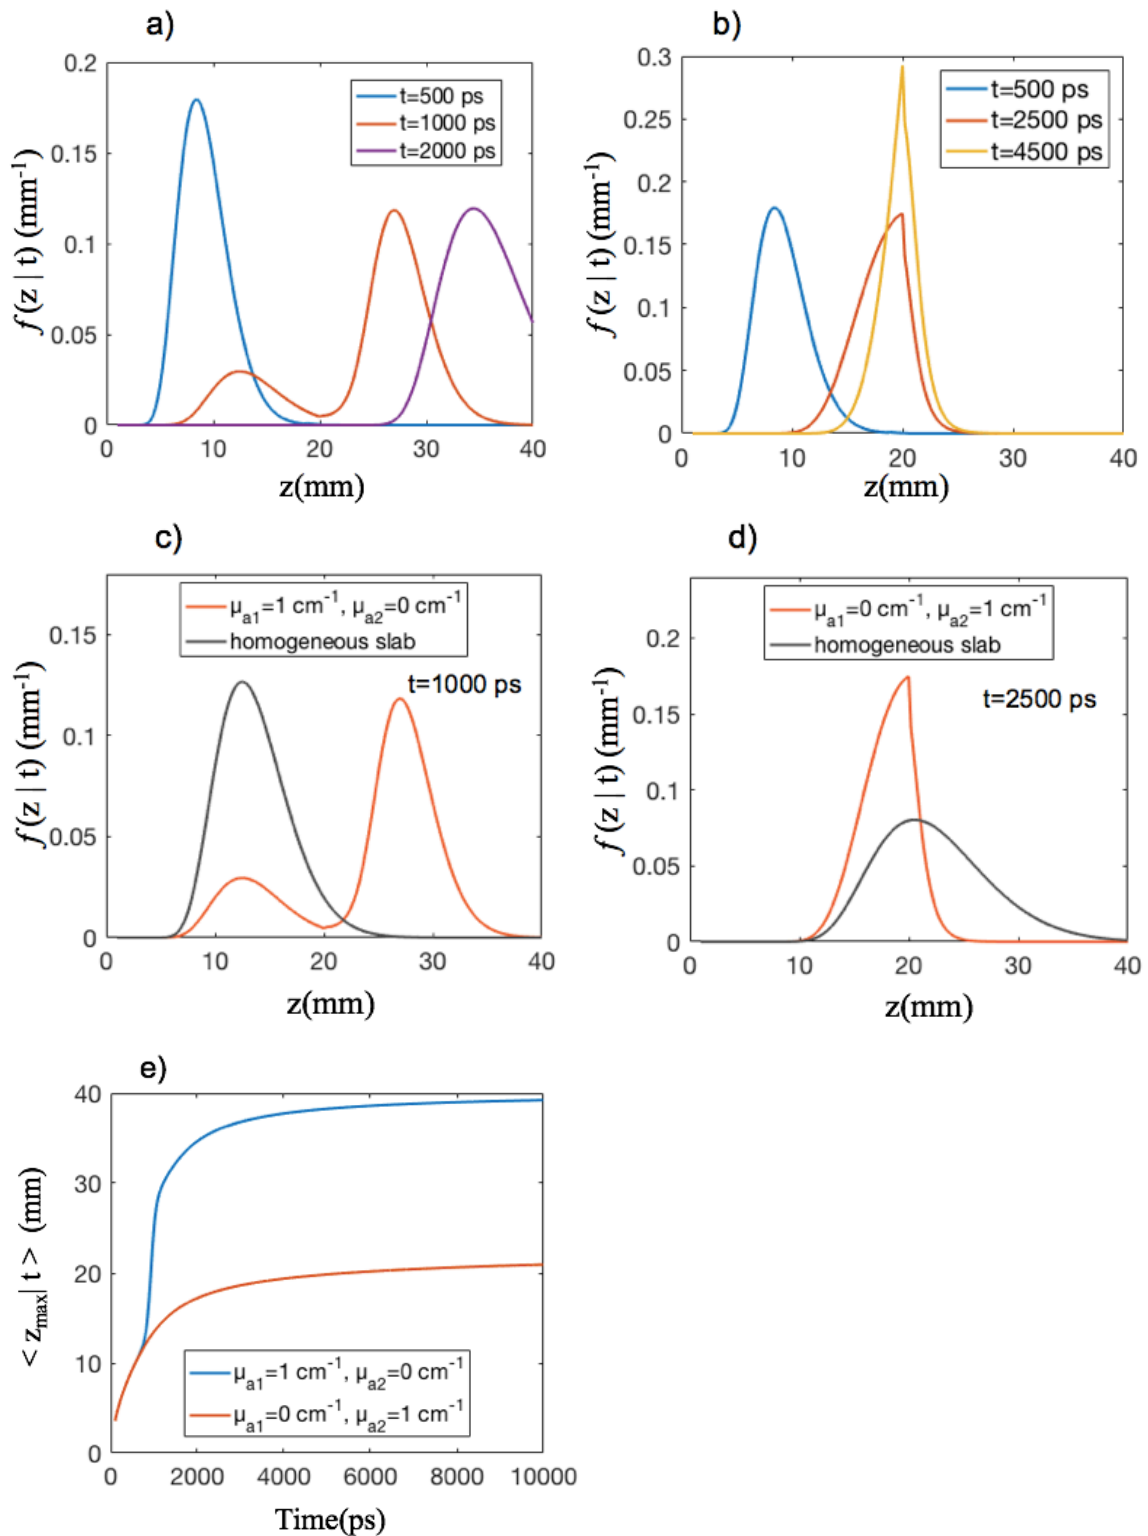 a)
0.2
0.15
0.1
0.05
0
f (z | t) (mm⁻¹)
t=500 ps
t=1000 ps
t=2000 ps
0 10 20 30 40
z(mm)
b)
0.3
0.25
0.2
0.15
0.1
0.05
0
f (z | t) (mm⁻¹)
t=500 ps
t=2500 ps
t=4500 ps
0 10 20 30 40
z(mm)
c)
0.15
0.1
0.05
0
f (z | t) (mm⁻¹)
μa1=1 cm⁻¹, μa2=0 cm⁻¹
homogeneous slab
t=1000 ps
0 10 20 30 40
z(mm)
d)
0.2
0.15
0.1
0.05
0
f (z | t) (mm⁻¹)
μa1=0 cm⁻¹, μa2=1 cm⁻¹
homogeneous slab
t=2500 ps
0 10 20 30 40
z(mm)
e)
40
30
20
10
0
< zmax| t > (mm)
μa1=1 cm⁻¹, μa2=0 cm⁻¹
μa1=0 cm⁻¹, μa2=1 cm⁻¹
0 2000 4000 6000 8000 10000
Time(ps)